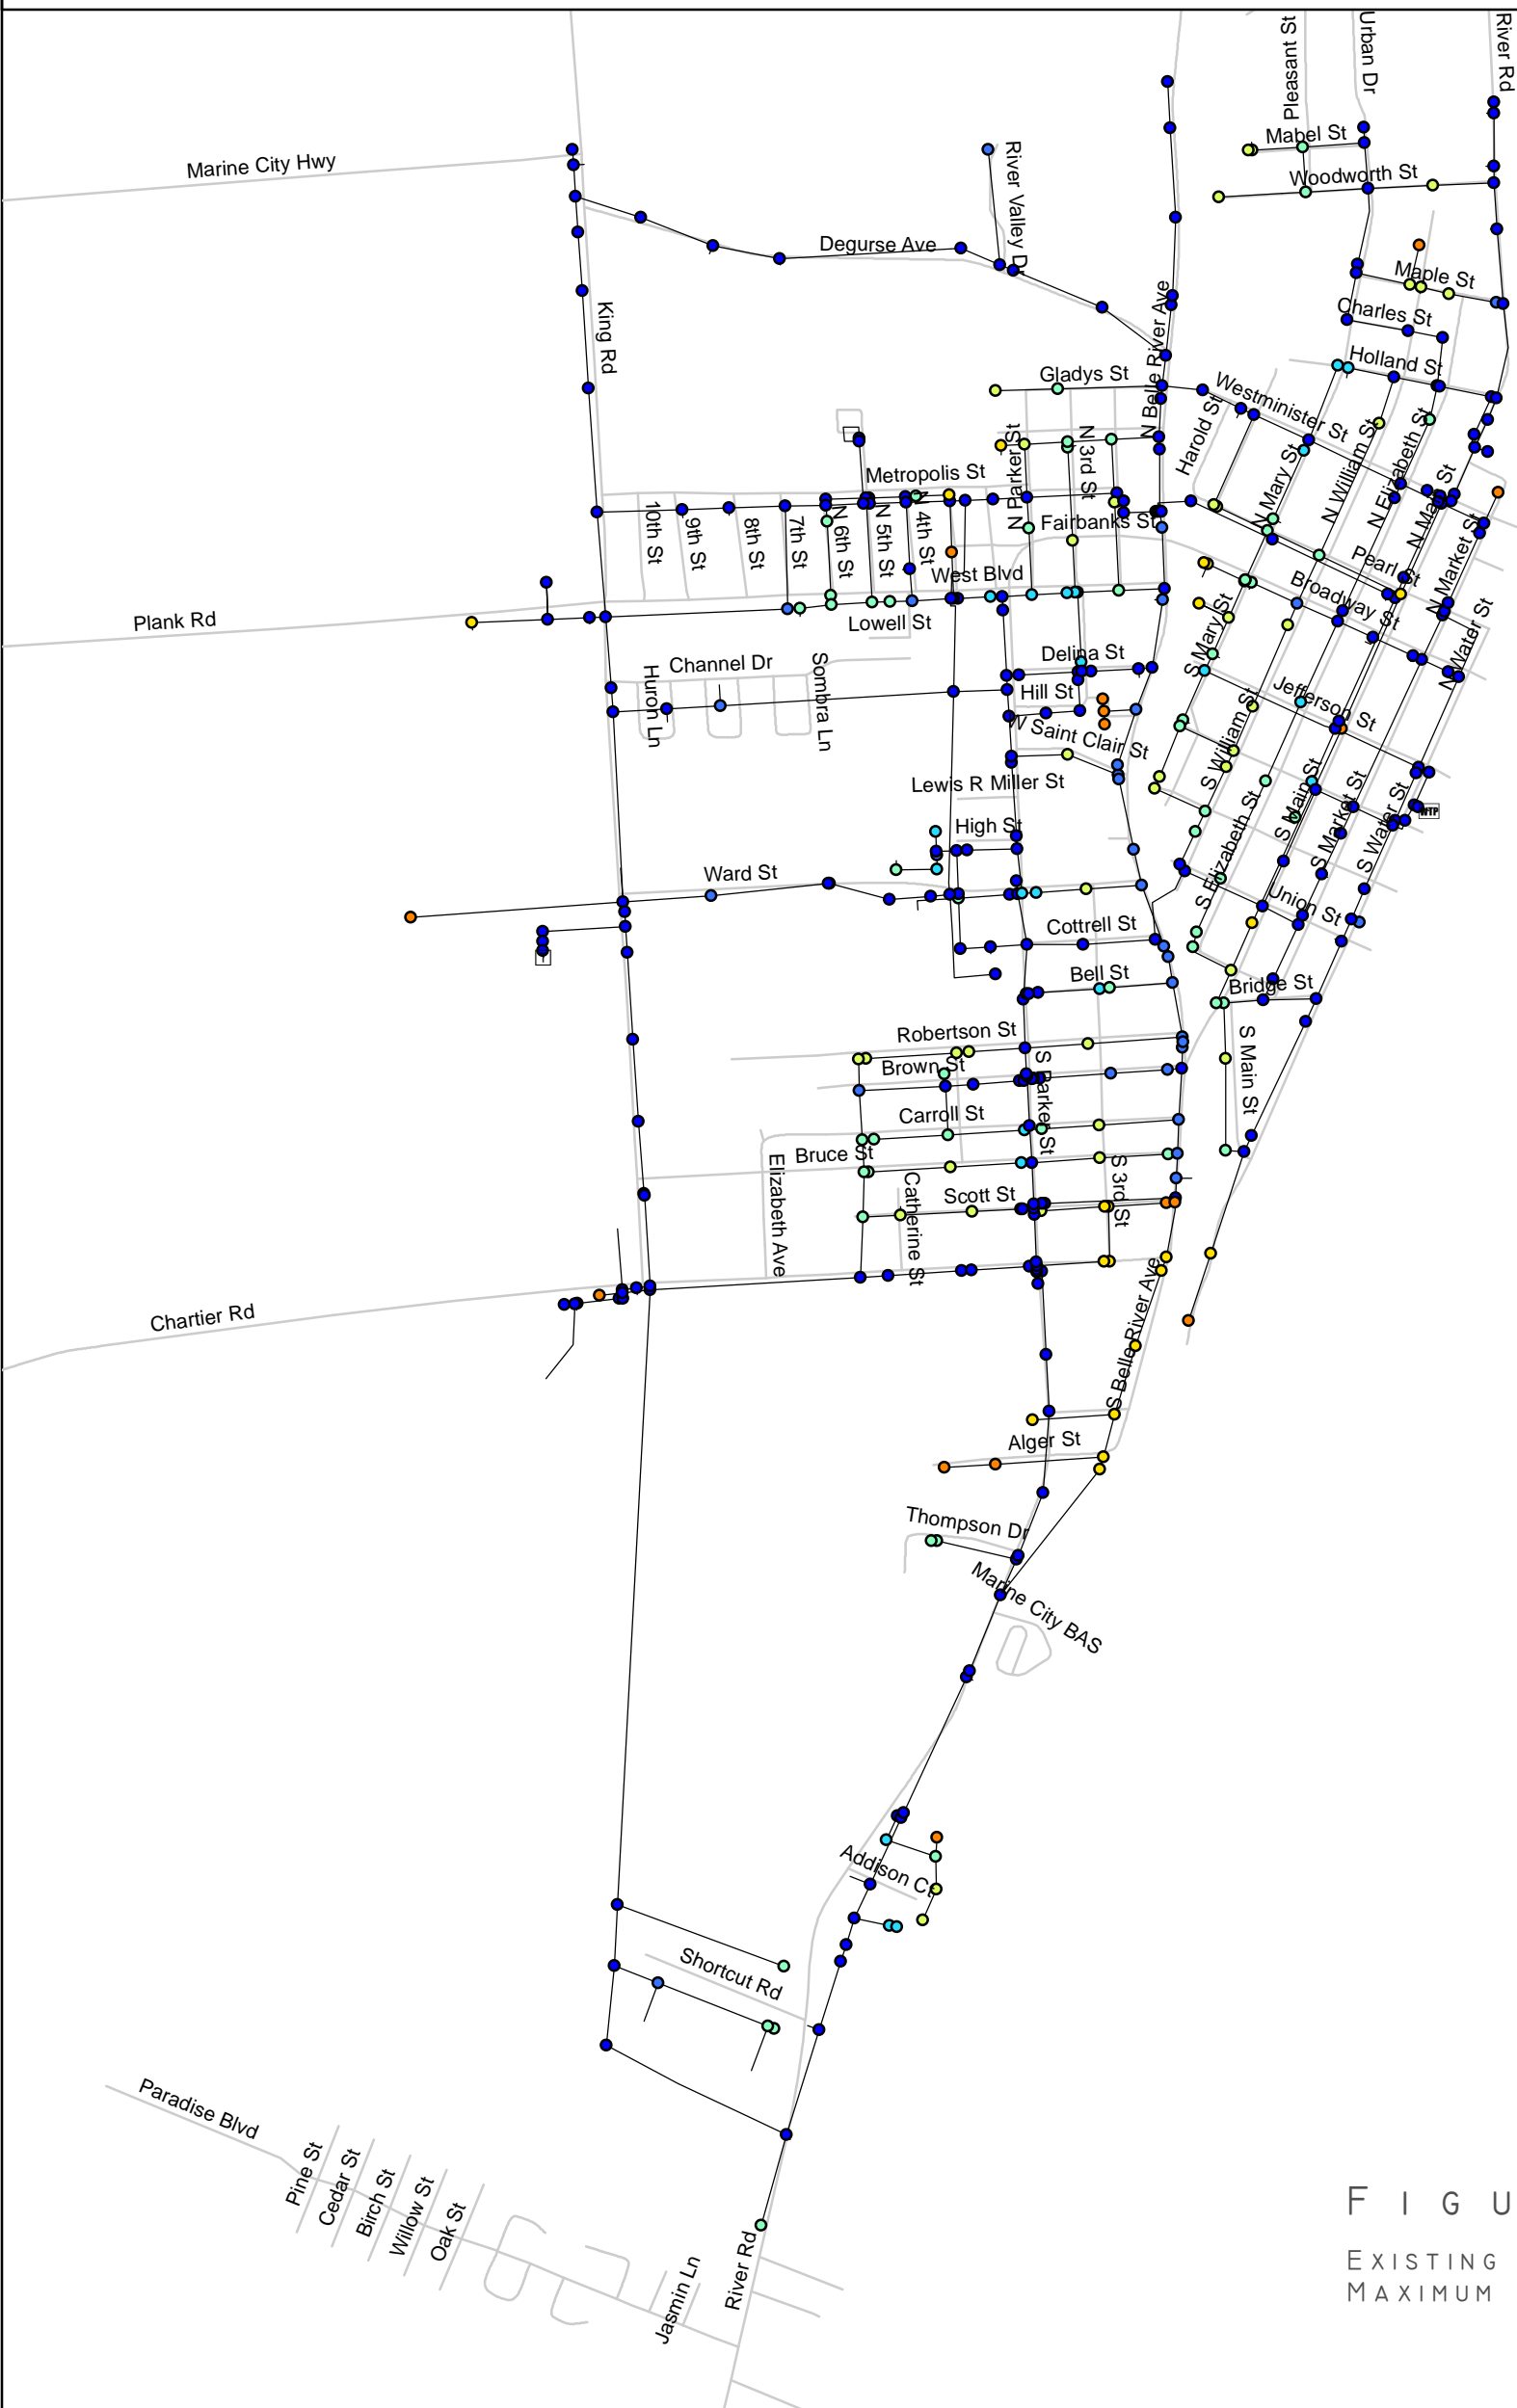 Pleasant St
Urban Dr
River Rd
Mabel St
Woodworth St
Marine City Hwy
River Valley Dr
Degurse Ave
Maple St
Charles St
King Rd
N Belle River Ave
Holland St
Gladys St
Westminister St
Harold St
N Parker St
N 3rd St
N Mary St
N William St
N Elizabeth St
N Main St
N Market St
Metropolis St
10th St
9th St
8th St
7th St
N 6th St
N 5th St
N 4th St
Fairbanks St
Pearl St
West Blvd
Broadway St
Plank Rd
Lowell St
S Mary St
N Water St
Delina St
Channel Dr
Huron Ln
Sombra Ln
Hill St
Jefferson St
W Saint Clair St
S William St
Lewis R Miller St
S Main St
S Market St
S Water St
WTP
High St
S Elizabeth St
Ward St
Union St
Cottrell St
Bell St
Bridge St
Robertson St
S Main St
Brown St
S Parker St
Carroll St
Bruce St
Elizabeth Ave
Catherine St
Scott St
S 3rd St
Chartier Rd
S Belle River Ave
Alger St
Thompson Dr
Marine City BAS
Addison Ct
Shortcut Rd
Paradise Blvd
Pine St
Cedar St
Birch St
Willow St
Oak St
Jasmin Ln
River Rd
FIGU
EXISTING
MAXIMUM